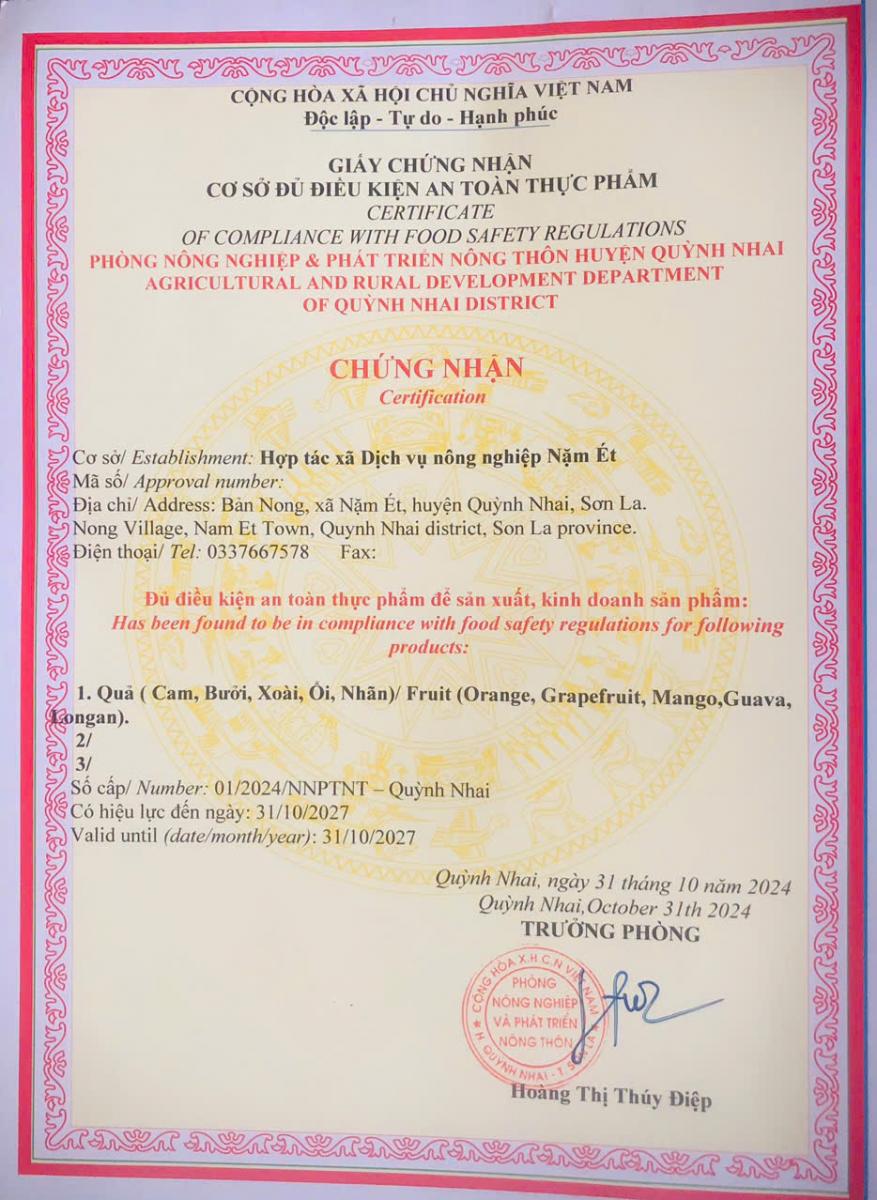 CỘNG HÒA XÃ HỘI CHỦ NGHĨA VIỆT NAM
Độc lập - Tự do - Hạnh phúc
GIẤY CHỨNG NHẬN
CƠ SỞ ĐỦ ĐIỀU KIỆN AN TOÀN THỰC PHẨM
CERTIFICATE
OF COMPLIANCE WITH FOOD SAFETY REGULATIONS
PHÒNG NÔNG NGHIỆP & PHÁT TRIỂN NÔNG THÔN HUYỆN QUỲNH NHAI
AGRICULTURAL AND RURAL DEVELOPMENT DEPARTMENT
OF QUỲNH NHAI DISTRICT
CHỨNG NHẬN
Certification
Cơ sở/ Establishment: Hợp tác xã Dịch vụ nông nghiệp Nặm Ét
Mã số/ Approval number:
Địa chỉ/ Address: Bản Nong, xã Nặm Ét, huyện Quỳnh Nhai, Sơn La.
Nong Village, Nam Et Town, Quynh Nhai district, Son La province.
Điện thoại/ Tel: 0337667578 Fax:
Đủ điều kiện an toàn thực phẩm để sản xuất, kinh doanh sản phẩm:
Has been found to be in compliance with food safety regulations for following
products:
1. Quả ( Cam, Bưởi, Xoài, Ổi, Nhãn)/ Fruit (Orange, Grapefruit, Mango,Guava,
Longan).
2/
3/
Số cấp/ Number: 01/2024/NNPTNT – Quỳnh Nhai
Có hiệu lực đến ngày: 31/10/2027
Valid until (date/month/year): 31/10/2027
Quỳnh Nhai, ngày 31 tháng 10 năm 2024
Quỳnh Nhai,October 31th 2024
TRƯỞNG PHÒNG
CỘNG HÒA X.H.C.N VIỆT NAM
PHÒNG
NÔNG NGHIỆP
VÀ PHÁT TRIỂN
NÔNG THÔN
H. QUỲNH NHAI - T. SƠN LA
Hoàng Thị Thúy Điệp